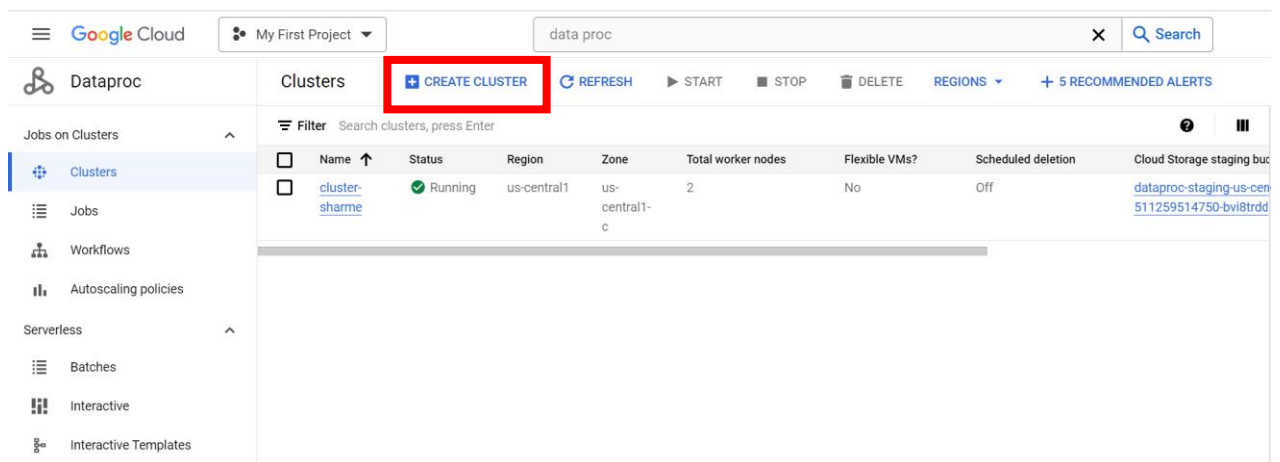 Google Cloud My First Project data proc Search
Dataproc Clusters CREATE CLUSTER REFRESH START STOP DELETE REGIONS + 5 RECOMMENDED ALERTS
Jobs on Clusters Filter Search clusters, press Enter
Name Status Region Zone Total worker nodes Flexible VMs? Scheduled deletion Cloud Storage staging buc
Clusters
cluster- Running us-central1 us- 2 No Off dataproc-staging-us-cen
sharme central1- 511259514750-bvi8trdd
c
Jobs
Workflows
Autoscaling policies
Serverless
Batches
Interactive
Interactive Templates